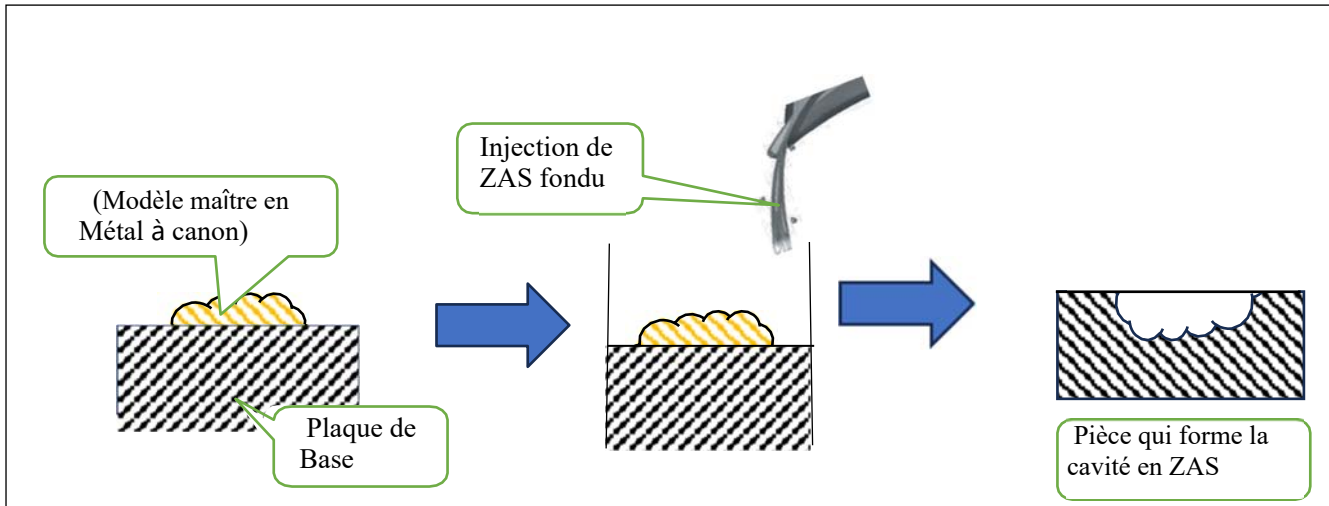 (Modèle maître en
Métal à canon)
Plaque de
Base
Injection de
ZAS fondu
Pièce qui forme la
cavité en ZAS